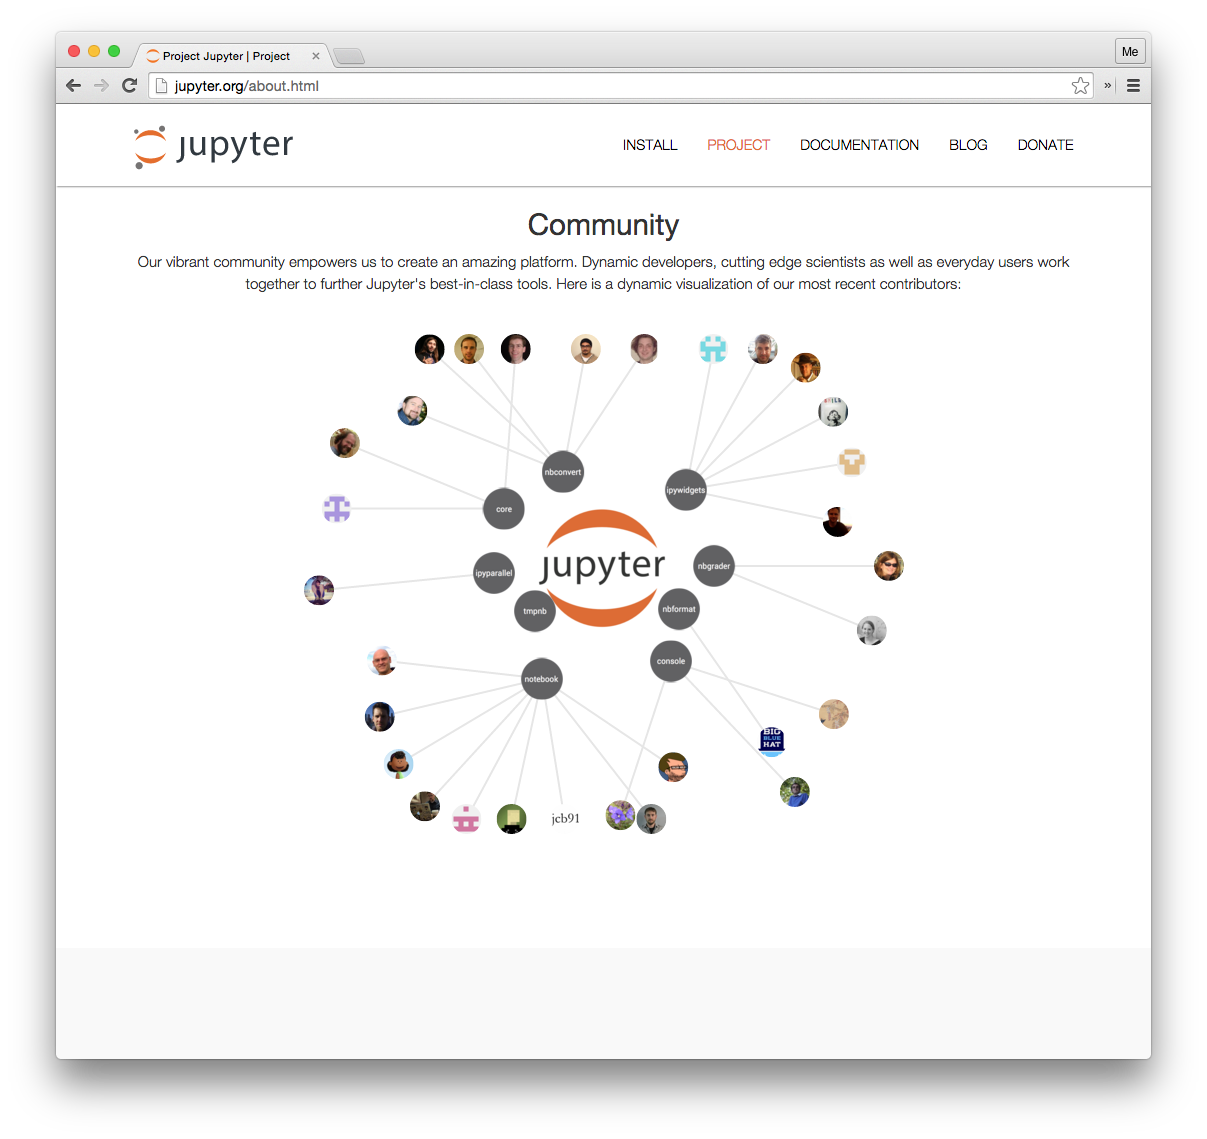 Me
Project Jupyter | Project
jupyter.org/about.html
jupyter
INSTALL PROJECT DOCUMENTATION BLOG DONATE
Community
Our vibrant community empowers us to create an amazing platform. Dynamic developers, cutting edge scientists as well as everyday users work
together to further Jupyter's best-in-class tools. Here is a dynamic visualization of our most recent contributors:
nbconvert
ipywidgets
core
jupyter
nbgrader
ipyparallel
tmpnb
nbformat
console
notebook
BIG
BLUE
HAT
jcb91